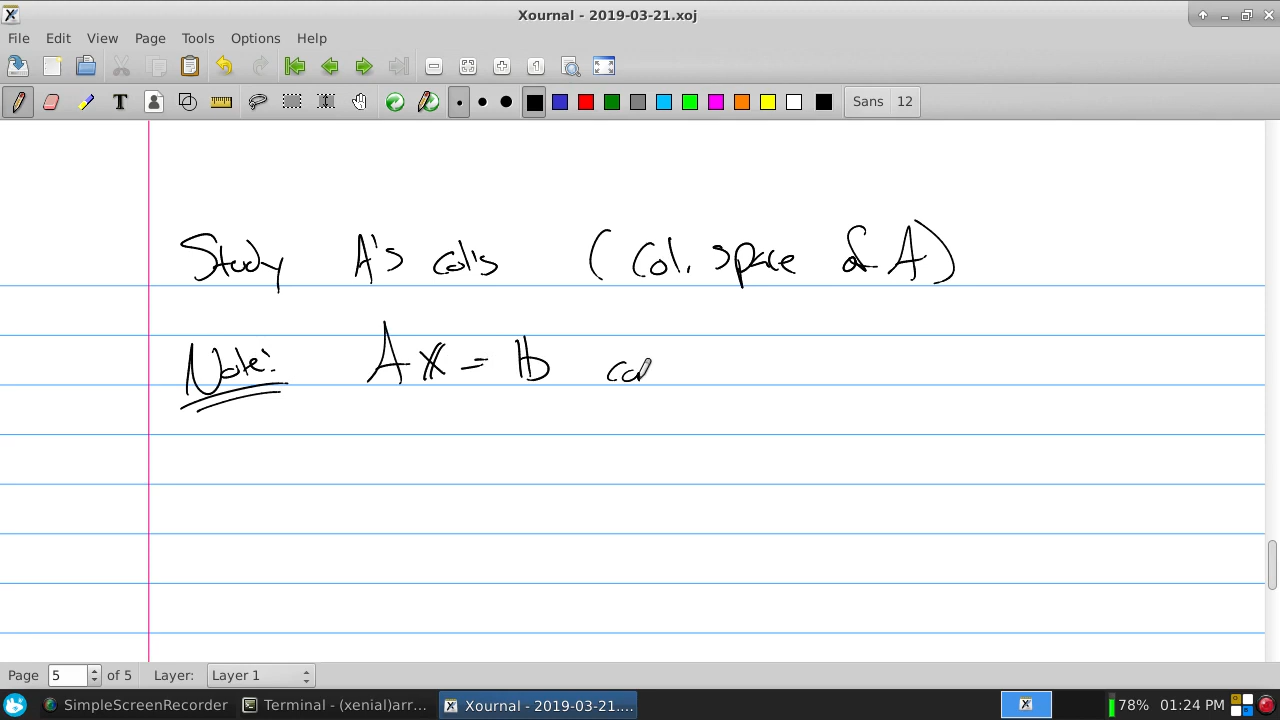 Xournal - 2019-03-21.xoj
File Edit View Page Tools Options Help
Sans 12
Study A's col's (Col. space of A)
Note: Ax = b ca
Page 5 of 5 Layer: Layer 1
SimpleScreenRecorder Terminal - (xenial)arr... Xournal - 2019-03-21.... 78% 01:24 PM